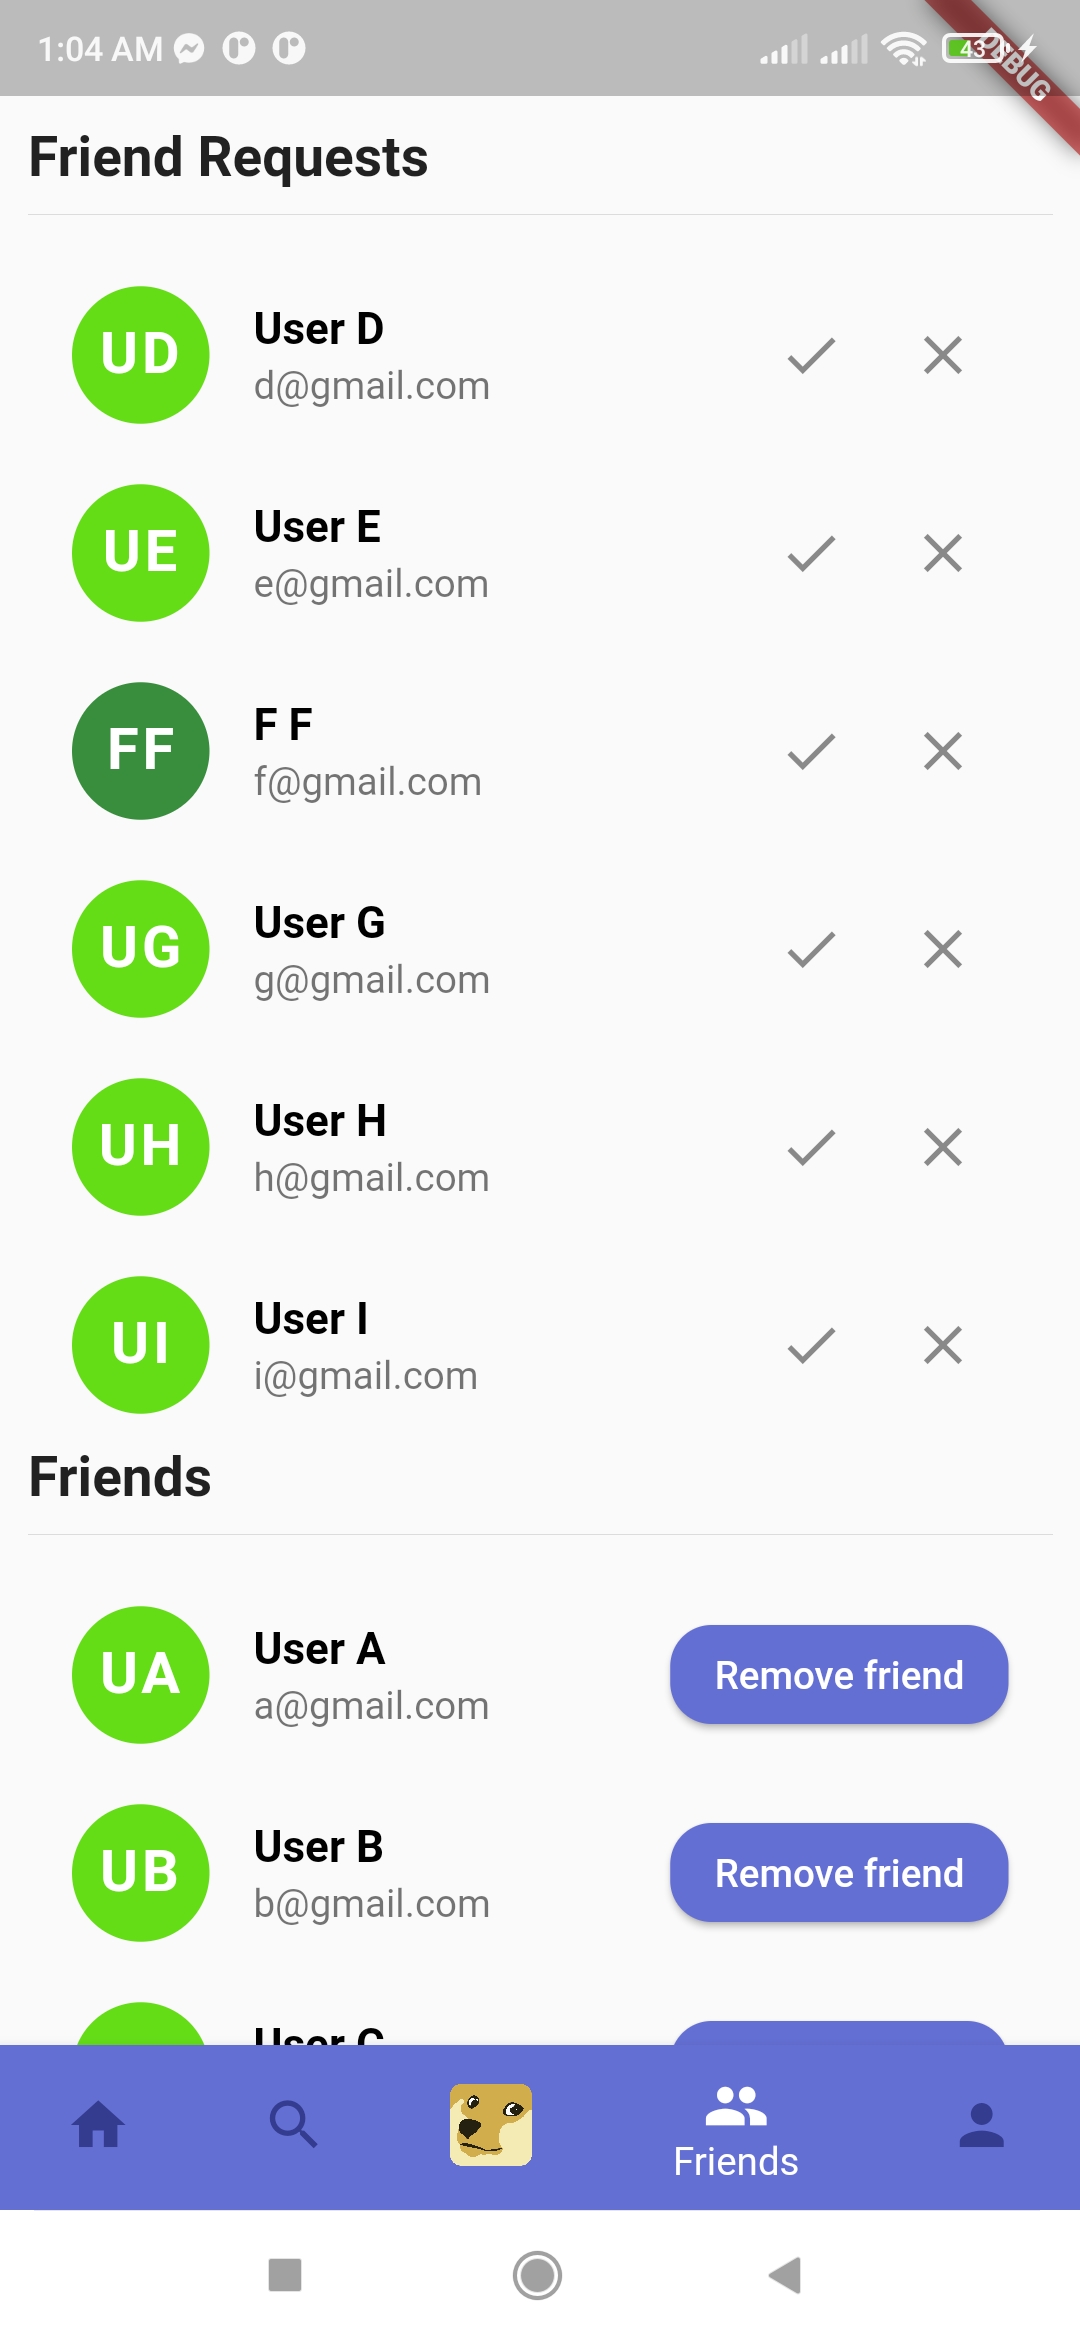 1:04 AM
43
DEBUG
Friend Requests
UD
User D
d@gmail.com
UE
User E
e@gmail.com
FF
F F
f@gmail.com
UG
User G
g@gmail.com
UH
User H
h@gmail.com
UI
User I
i@gmail.com
Friends
UA
User A
a@gmail.com
Remove friend
UB
User B
b@gmail.com
Remove friend
User C
Friends